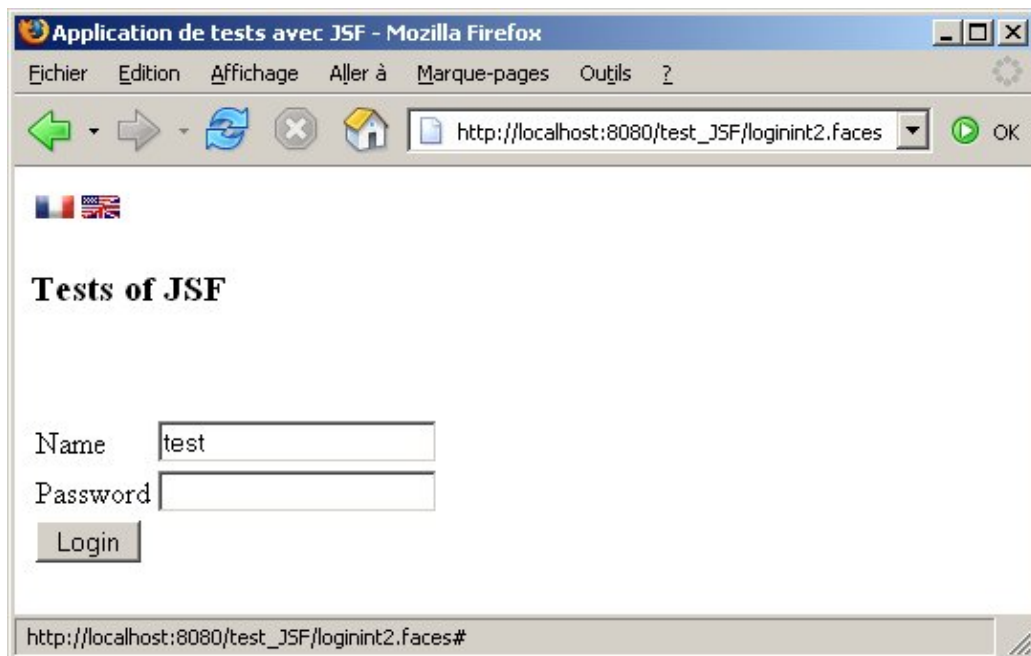 Application de tests avec JSF - Mozilla Firefox
Fichier Edition Affichage Aller à Marque-pages Outils ?
http://localhost:8080/test_JSF/loginint2.faces OK
Tests of JSF
Name test
Password
Login
http://localhost:8080/test_JSF/loginint2.faces#